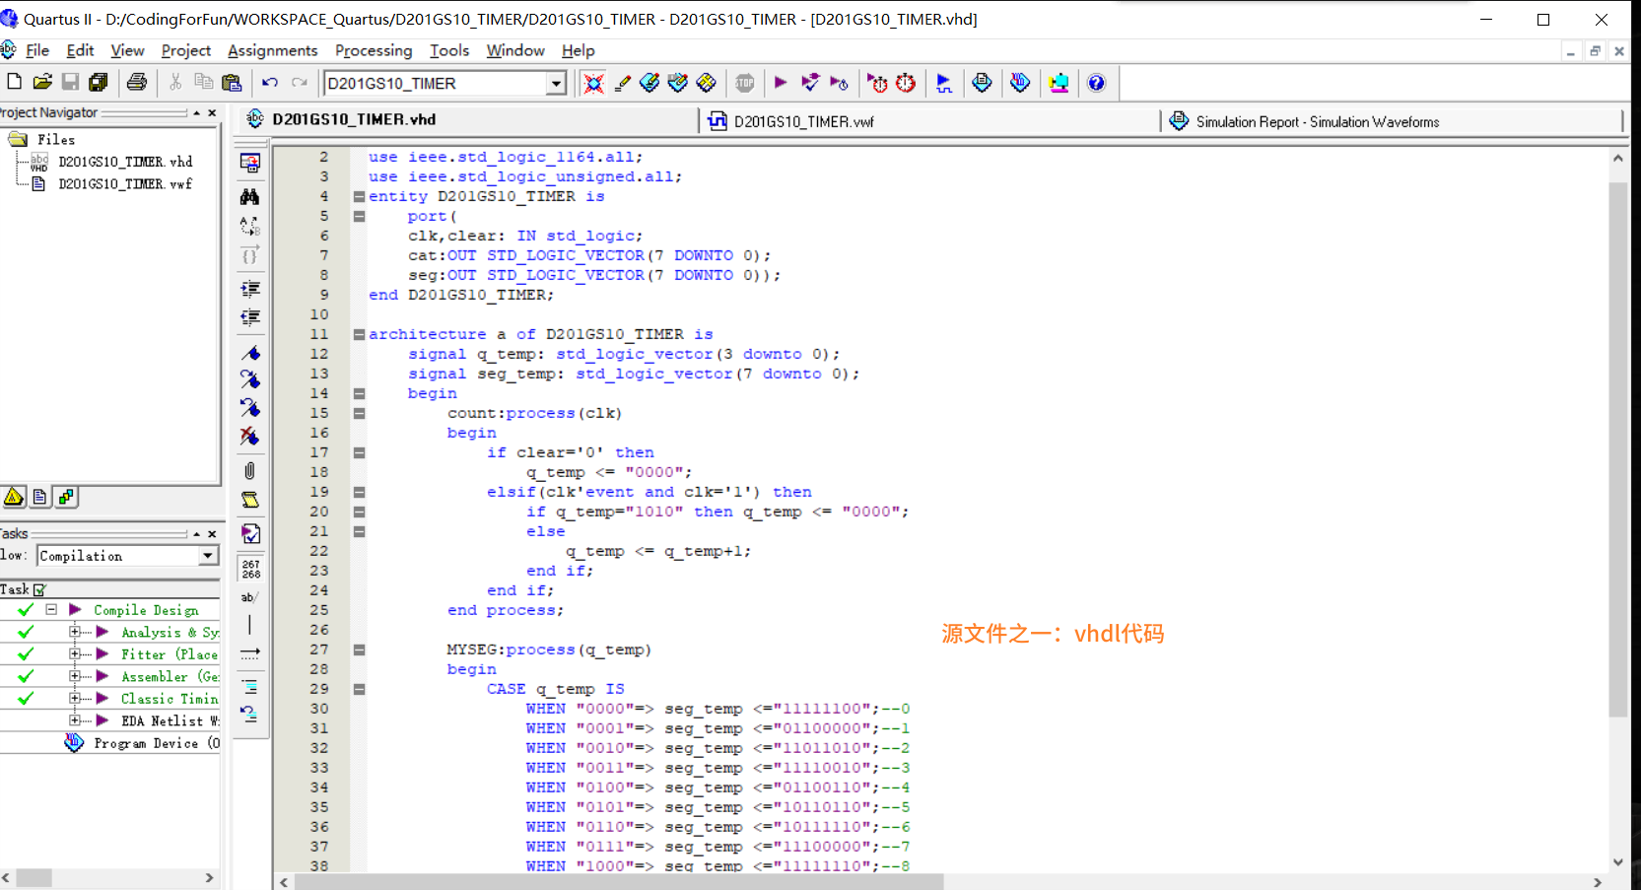 Quartus II - D:/CodingForFun/WORKSPACE_Quartus/D201GS10_TIMER/D201GS10_TIMER - D201GS10_TIMER - [D201GS10_TIMER.vhd]
File Edit View Project Assignments Processing Tools Window Help
D201GS10_TIMER
STOP
Project Navigator
D201GS10_TIMER.vhd
D201GS10_TIMER.vwf
Simulation Report - Simulation Waveforms
Files
D201GS10_TIMER.vhd
D201GS10_TIMER.vwf
2 use ieee.std_logic_1164.all;
3 use ieee.std_logic_unsigned.all;
4 entity D201GS10_TIMER is
5 port(
6 clk,clear: IN std_logic;
7 cat:OUT STD_LOGIC_VECTOR(7 DOWNTO 0);
8 seg:OUT STD_LOGIC_VECTOR(7 DOWNTO 0));
9 end D201GS10_TIMER;
10
11 architecture a of D201GS10_TIMER is
12 signal q_temp: std_logic_vector(3 downto 0);
13 signal seg_temp: std_logic_vector(7 downto 0);
14 begin
15 count:process(clk)
16 begin
17 if clear='0' then
18 q_temp <= "0000";
19 elsif(clk'event and clk='1') then
20 if q_temp="1010" then q_temp <= "0000";
21 else
22 q_temp <= q_temp+1;
23 end if;
24 end if;
25 end process;
26
27 MYSEG:process(q_temp)
28 begin
29 CASE q_temp IS
30 WHEN "0000"=> seg_temp <="11111100";--0
31 WHEN "0001"=> seg_temp <="01100000";--1
32 WHEN "0010"=> seg_temp <="11011010";--2
33 WHEN "0011"=> seg_temp <="11110010";--3
34 WHEN "0100"=> seg_temp <="01100110";--4
35 WHEN "0101"=> seg_temp <="10110110";--5
36 WHEN "0110"=> seg_temp <="10111110";--6
37 WHEN "0111"=> seg_temp <="11100000";--7
38 WHEN "1000"=> seg_temp <="11111110";--8
源文件之一：vhdl代码
267
268
ab/
Tasks
low: Compilation
Task
Compile Design
Analysis & Sy
Fitter (Place
Assembler (Ge
Classic Timin
EDA Netlist W
Program Device (O